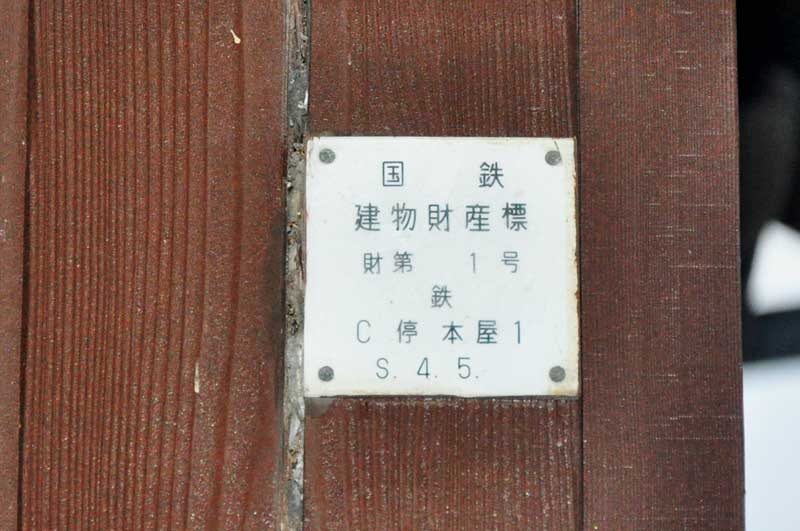 国 鉄
建物財産標
財第 1号
鉄
C 停 本屋1
S. 4. 5.